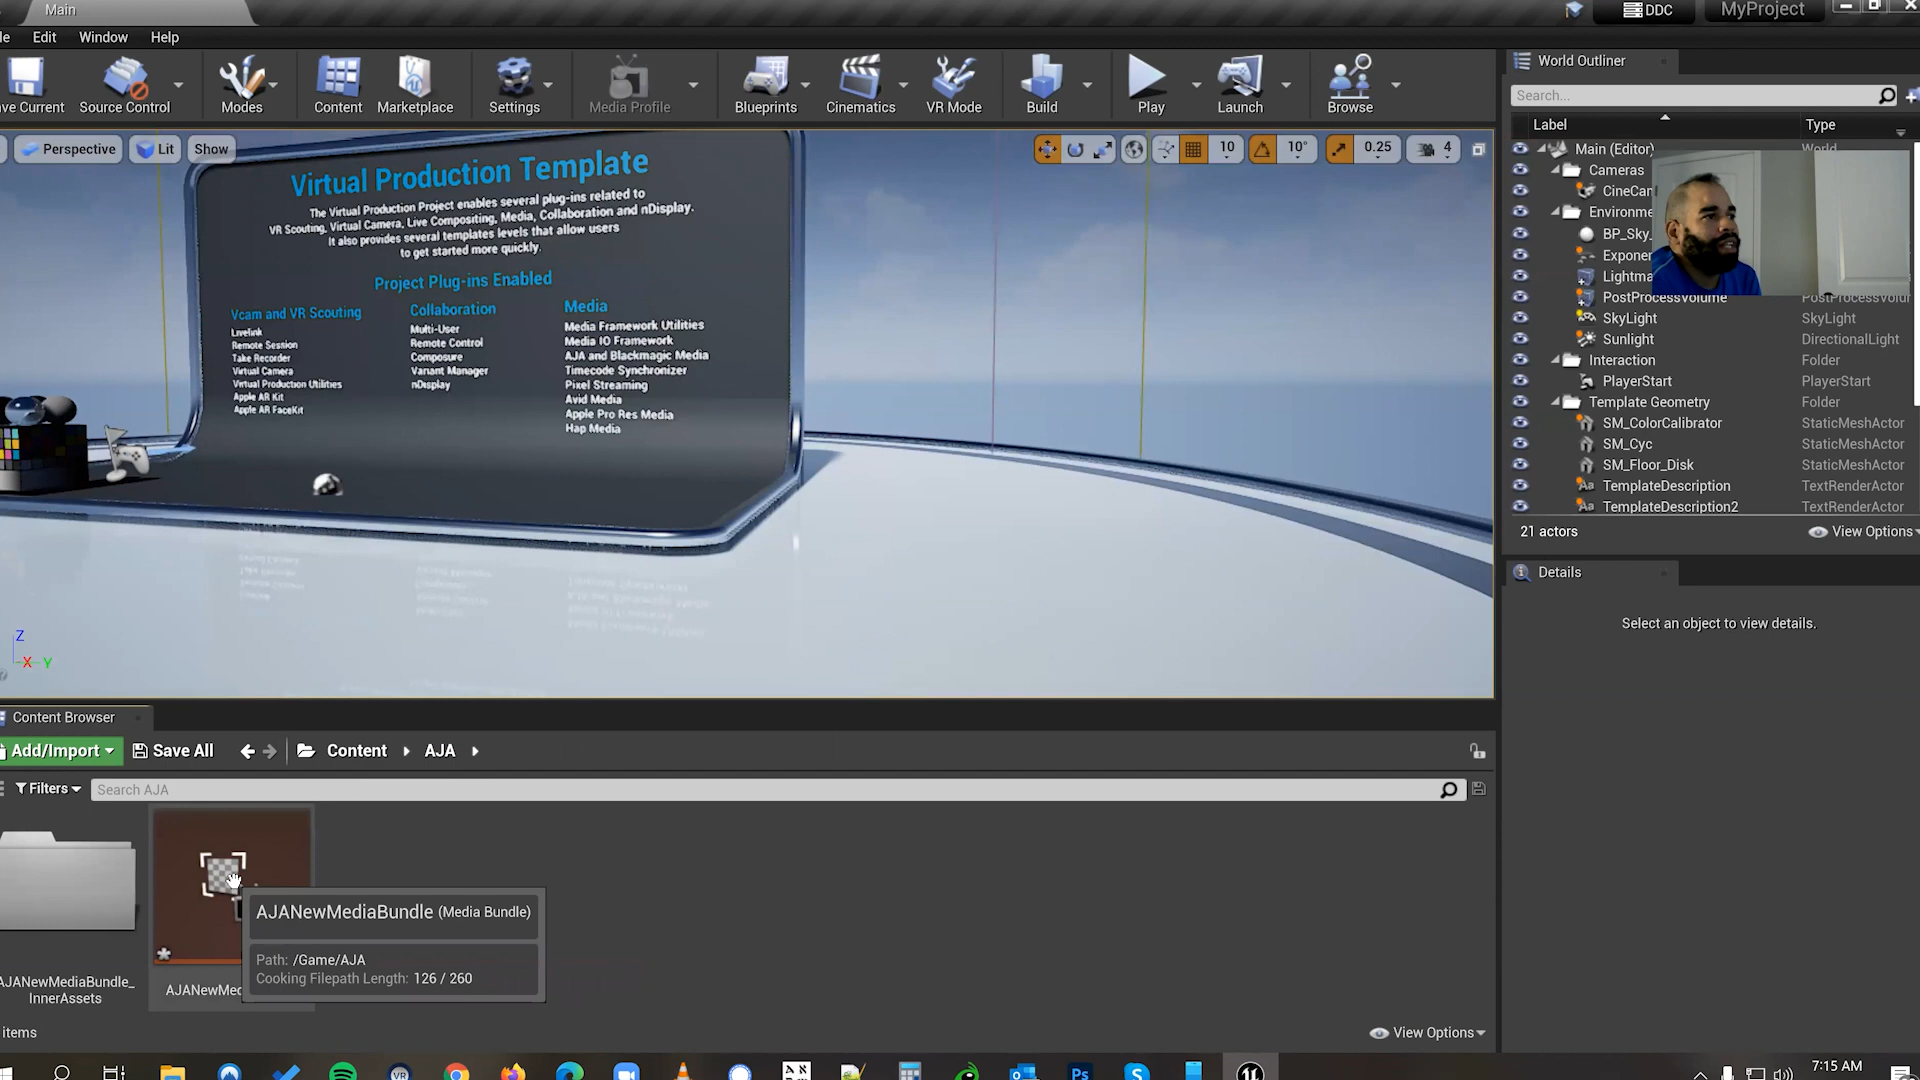 Main
DDC
MyProject
le Edit Window Help
ve Current
Source Control
Modes
Content
Marketplace
Settings
Media Profile
Blueprints
Cinematics
VR Mode
Build
Play
Launch
Browse
Perspective
Lit
Show
10
10°
0.25
4
Virtual Production Template
The Virtual Production Project enables several plug-ins related to
VR Scouting, Virtual Camera, Live Compositing, Media, Collaboration and nDisplay.
It also provides several templates levels that allow users
to get started more quickly.
Project Plug-ins Enabled
Vcam and VR Scouting
Livelink
Remote Session
Take Recorder
Virtual Camera
Virtual Production Utilities
Apple AR Kit
Apple AR FaceKit
Collaboration
Multi-User
Remote Control
Composure
Variant Manager
nDisplay
Media
Media Framework Utilities
Media IO Framework
AJA and Blackmagic Media
Timecode Synchronizer
Pixel Streaming
Avid Media
Apple Pro Res Media
Hap Media
Z
X Y
World Outliner
Search...
Label Type
Main (Editor) World
Cameras
CineCan
Environme
BP_Sky_
Exponen
Lightma
PostProcessVolume PostProcessVolur
SkyLight SkyLight
Sunlight DirectionalLight
Interaction Folder
PlayerStart PlayerStart
Template Geometry Folder
SM_ColorCalibrator StaticMeshActor
SM_Cyc StaticMeshActor
SM_Floor_Disk StaticMeshActor
TemplateDescription TextRenderActor
TemplateDescription2 TextRenderActor
21 actors
View Options
Details
Select an object to view details.
Content Browser
Add/Import
Save All
Content
AJA
Filters
Search AJA
AJANewMediaBundle_
InnerAssets
AJANewMed
AJANewMediaBundle (Media Bundle)
Path: /Game/AJA
Cooking Filepath Length: 126 / 260
items
View Options
VR
Ps
7:15 AM